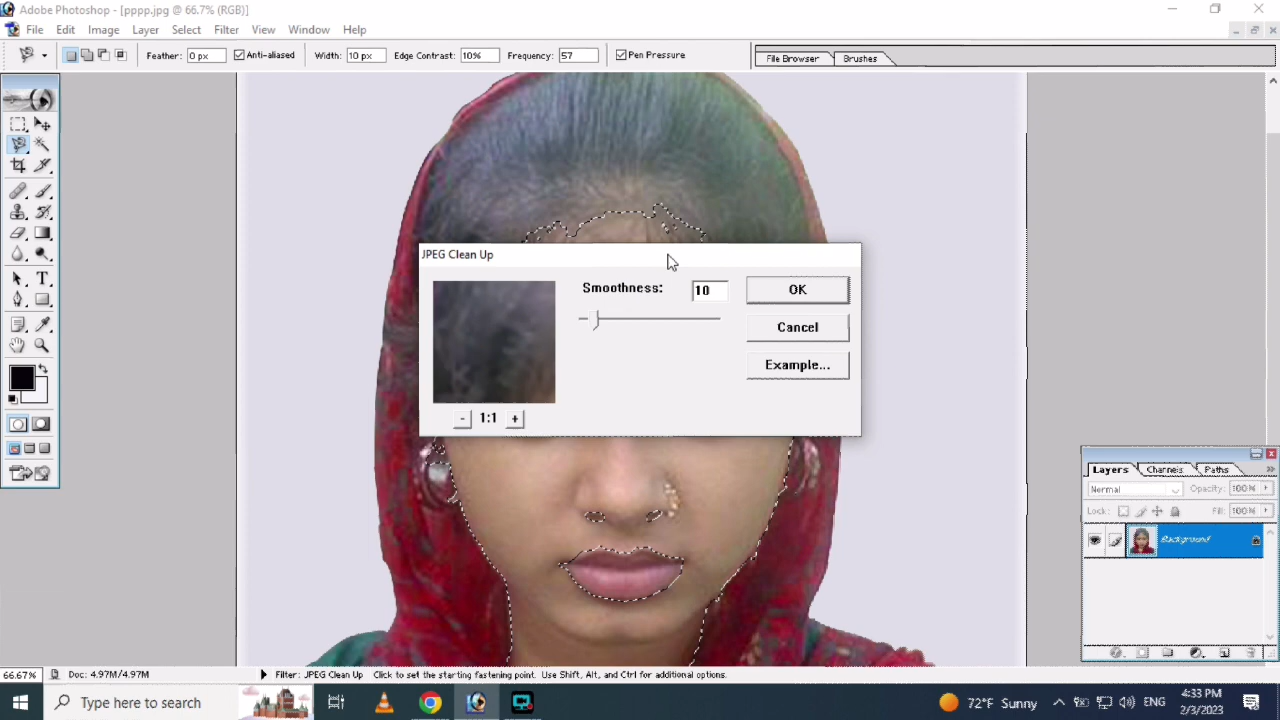 Adobe Photoshop - [pppp.jpg @ 66.7% (RGB)]
File Edit Image Layer Select Filter View Window Help
Feather: 0 px Anti-aliased Width: 10 px Edge Contrast: 10% Frequency: 57 Pen Pressure File Browser Brushes
JPEG Clean Up
Smoothness: 10 OK
Cancel
Example...
- 1:1 +
T
Layers Channels Paths
Normal Opacity: 100%
Lock: Fill: 100%
Background
66.67% Doc: 4.97M/4.97M Filter: JPEG Clean Up Click to set the starting fastening point. Use Shift, Alt, and Ctrl for additional options.
Type here to search 72°F Sunny ENG 4:33 PM
2/3/2023